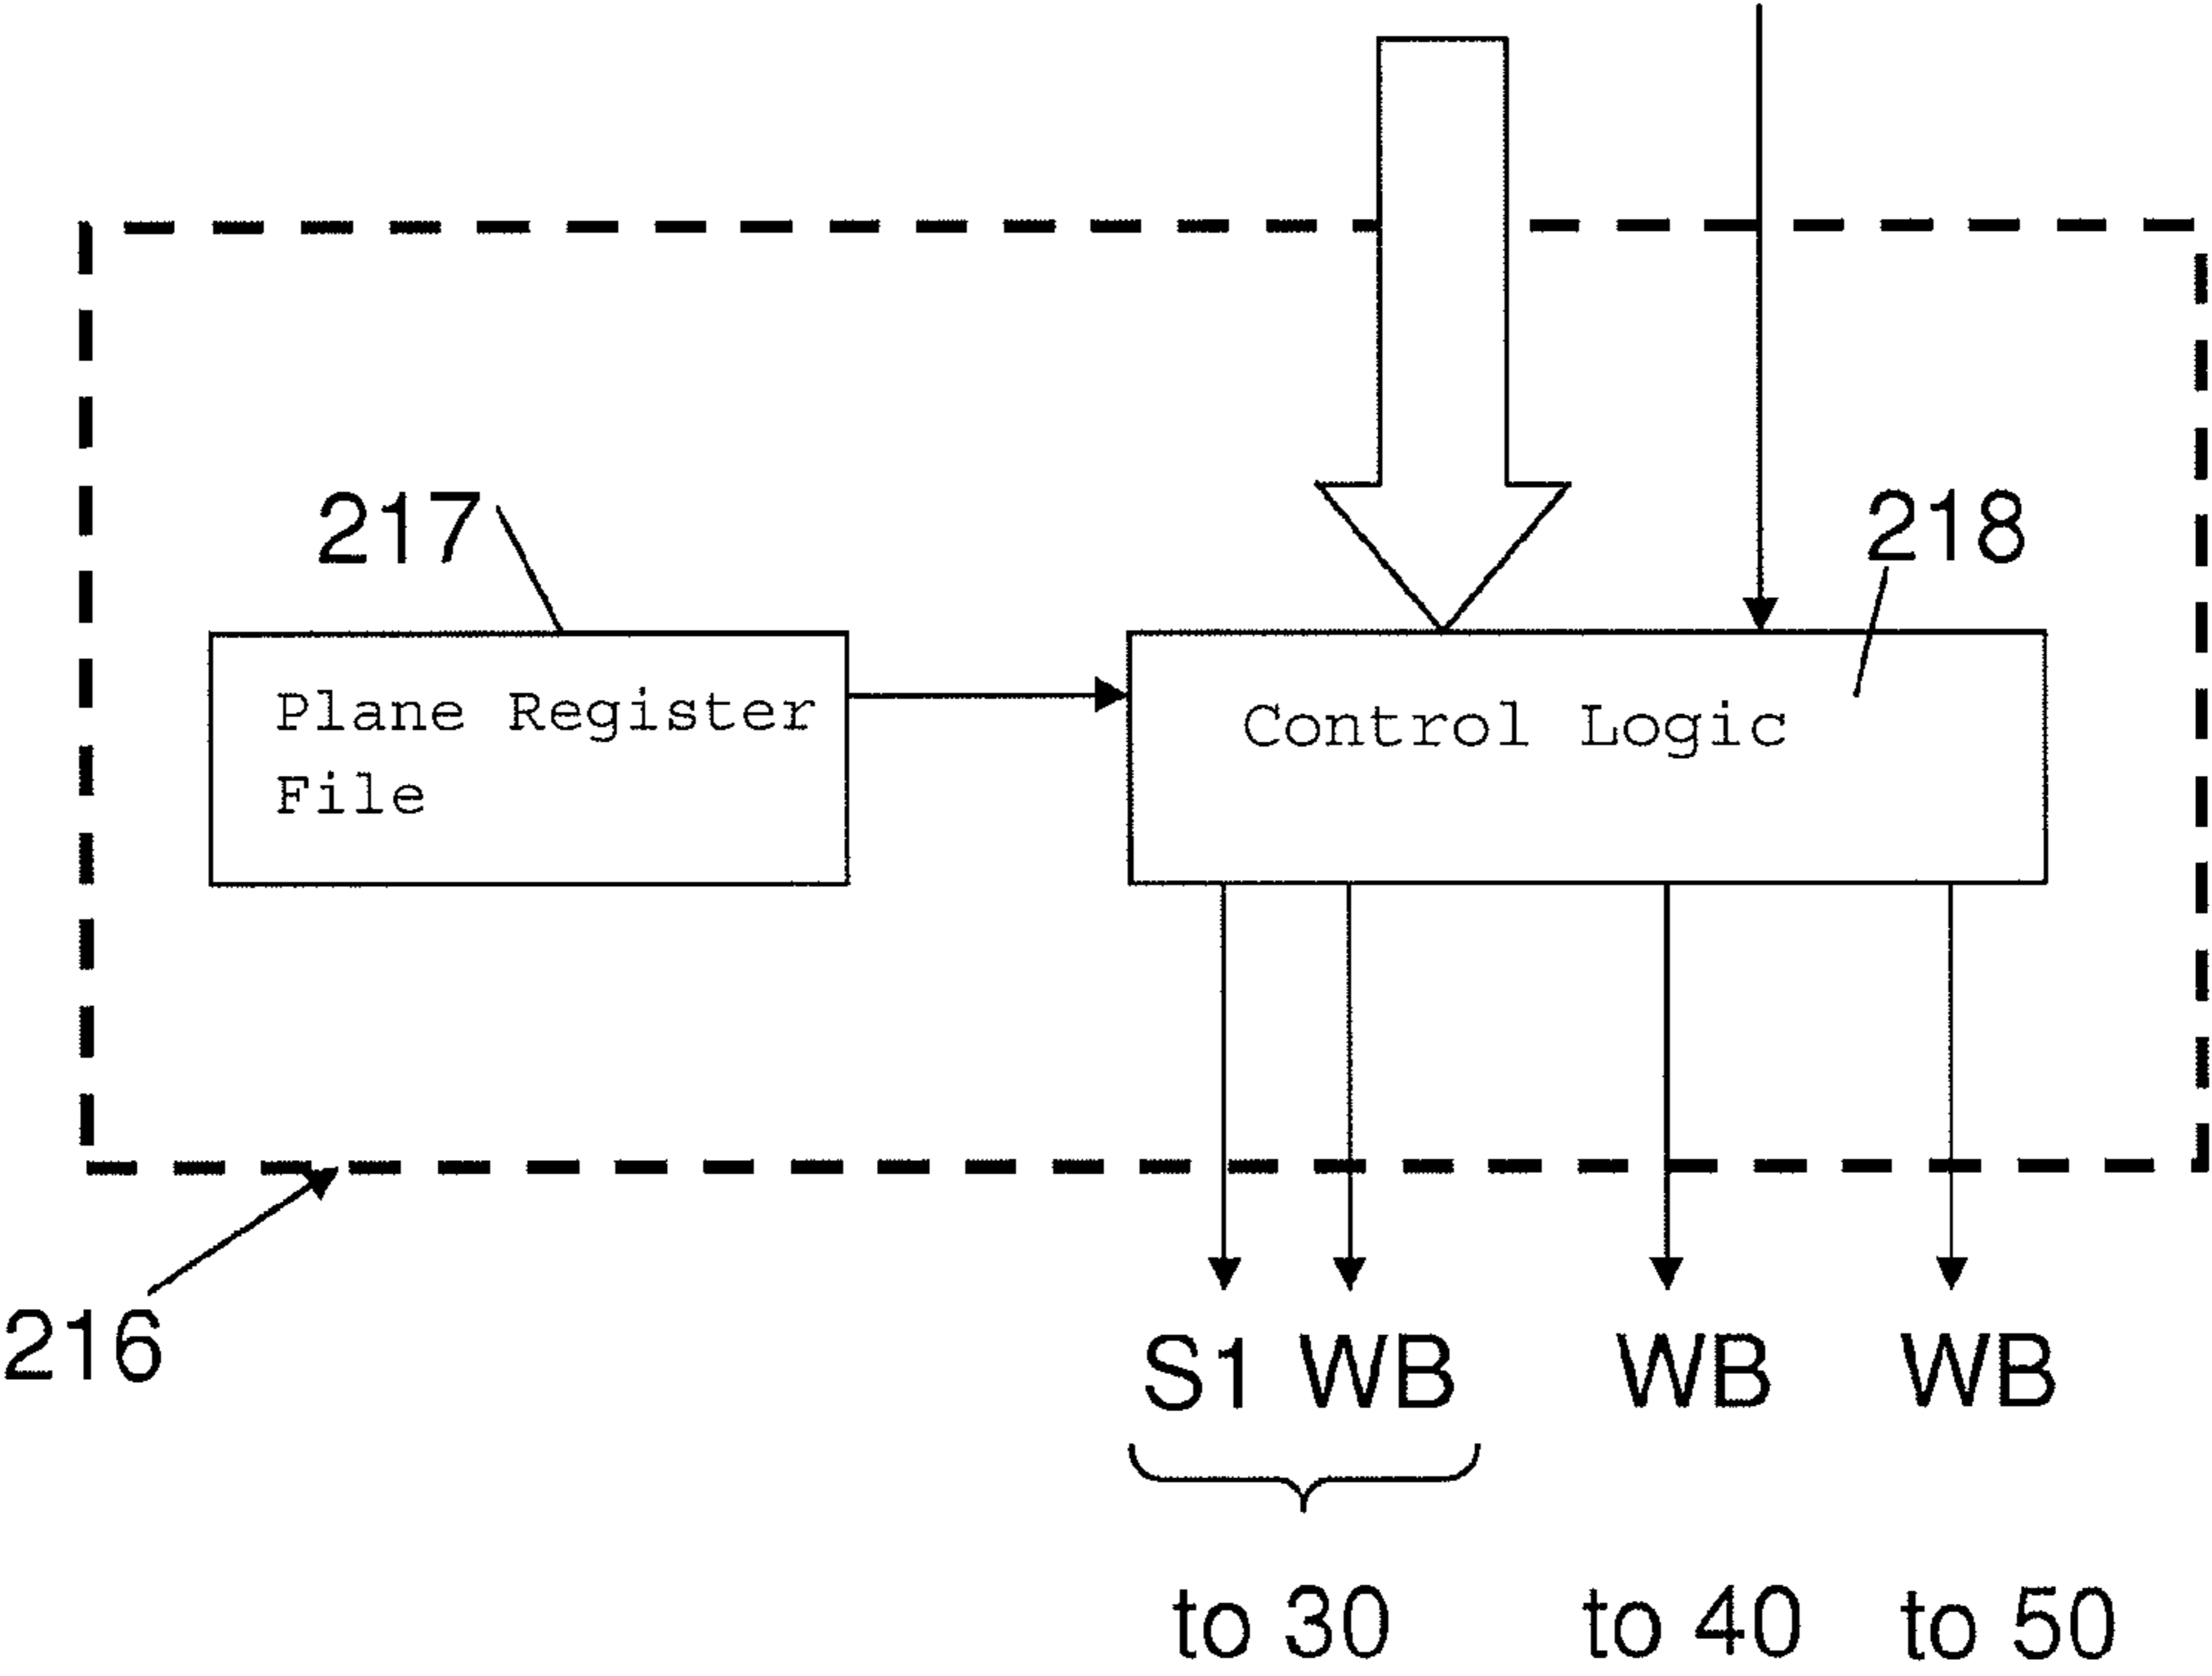 217
218
Plane Register
File
Control Logic
216
S1 WB WB WB
to 30 to 40 to 50